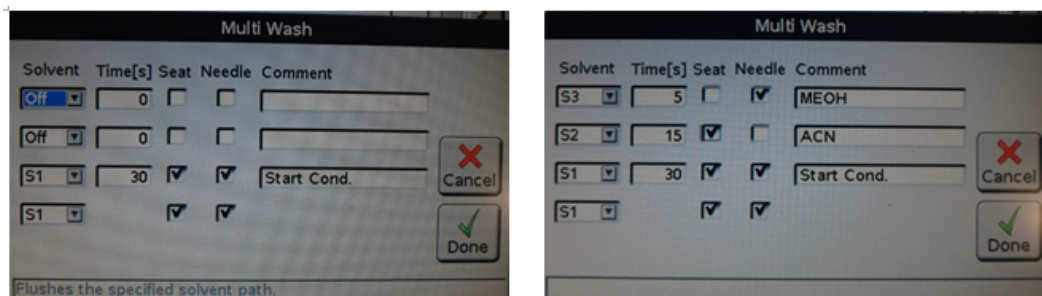 Multi Wash
Solvent Time[s] Seat Needle Comment
Off 0
Off 0
S1 30 Start Cond.
S1
Cancel
Done
Flushes the specified solvent path.
Multi Wash
Solvent Time[s] Seat Needle Comment
S3 5 MEOH
S2 15 ACN
S1 30 Start Cond.
S1
Cancel
Done